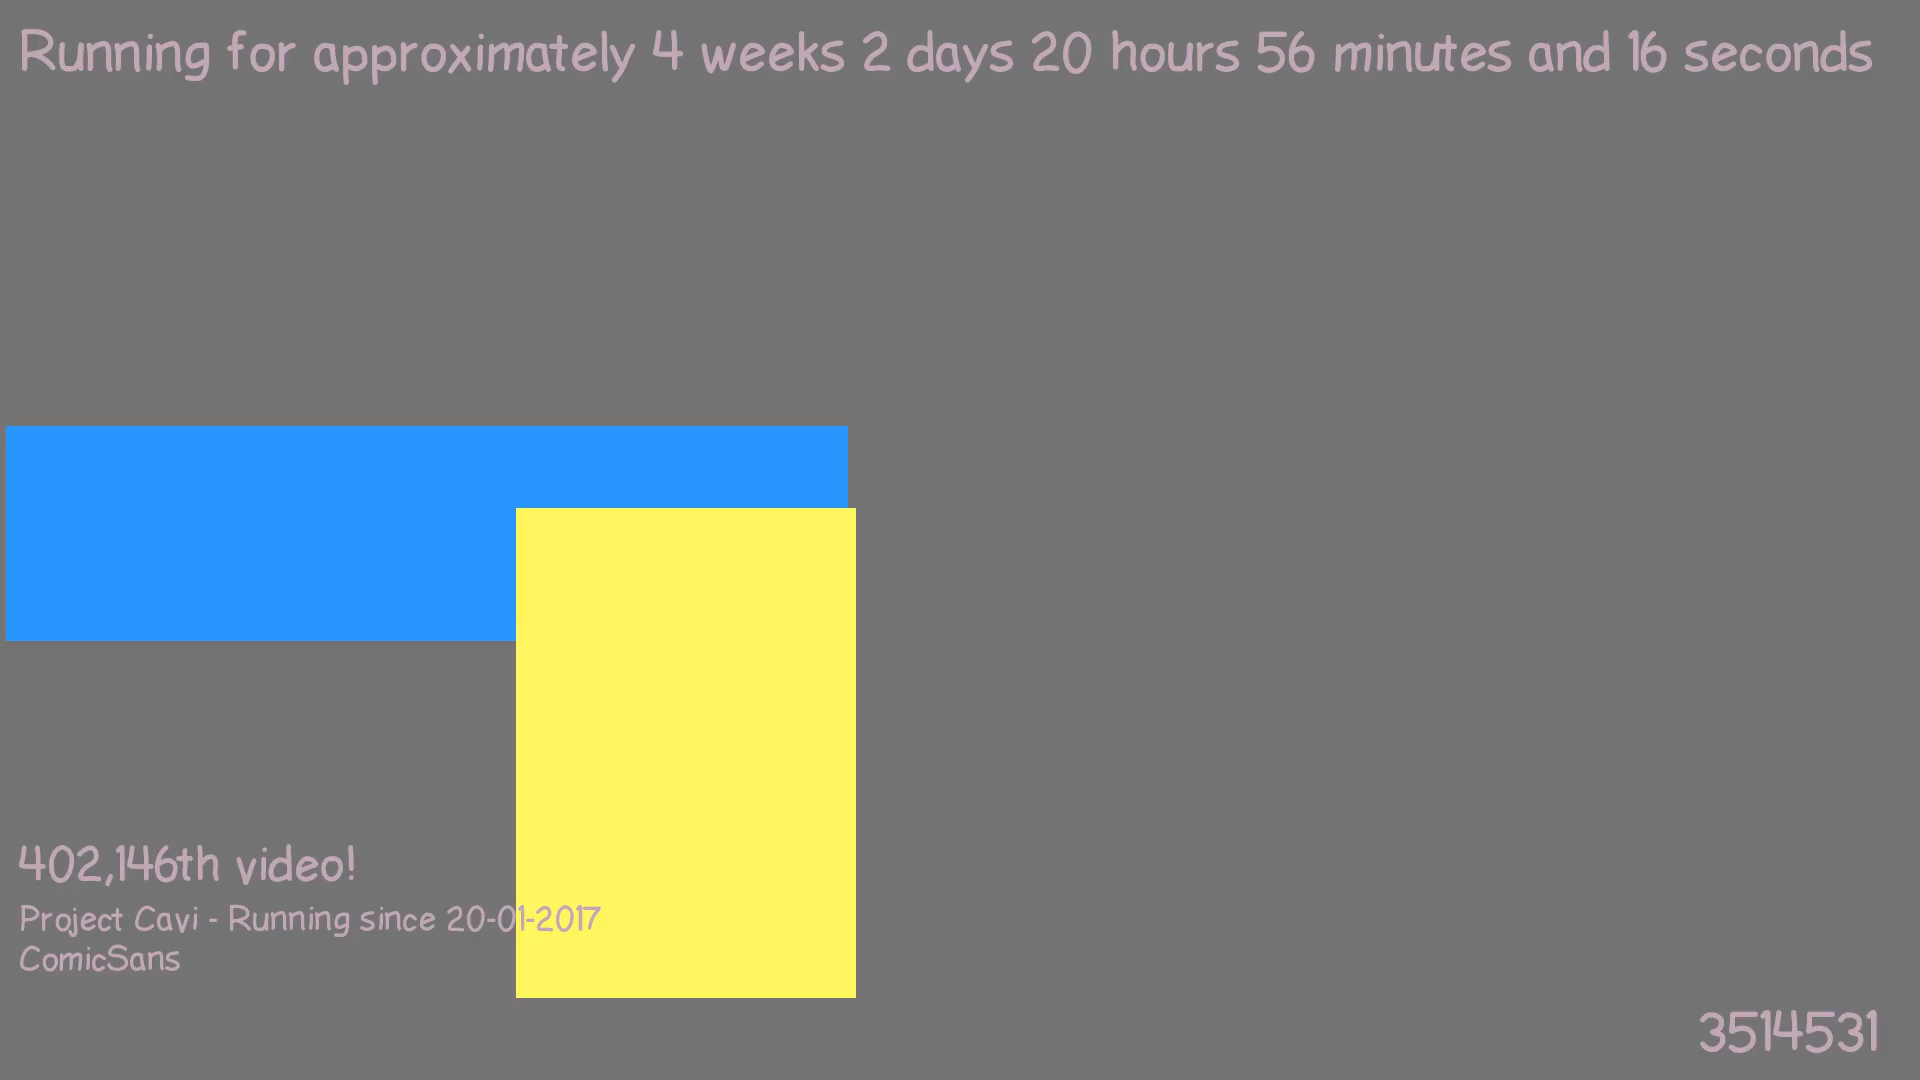 Running for approximately 4 weeks 2 days 20 hours 56 minutes and 16 seconds
402,146th video!
Project Cavi - Running since 20-01-2017
ComicSans
3514531